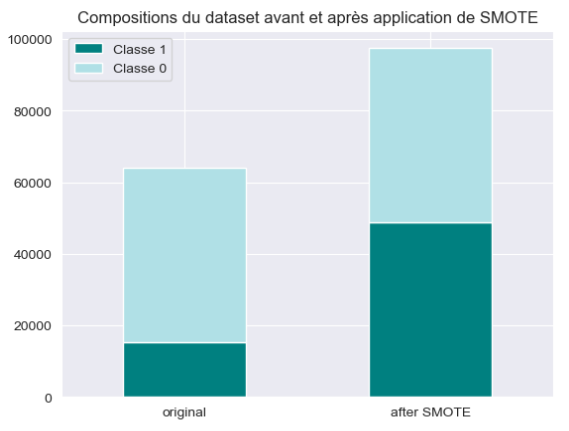 Compositions du dataset avant et après application de SMOTE
100000
80000
60000
40000
20000
0
Classe 1
Classe 0
original
after SMOTE